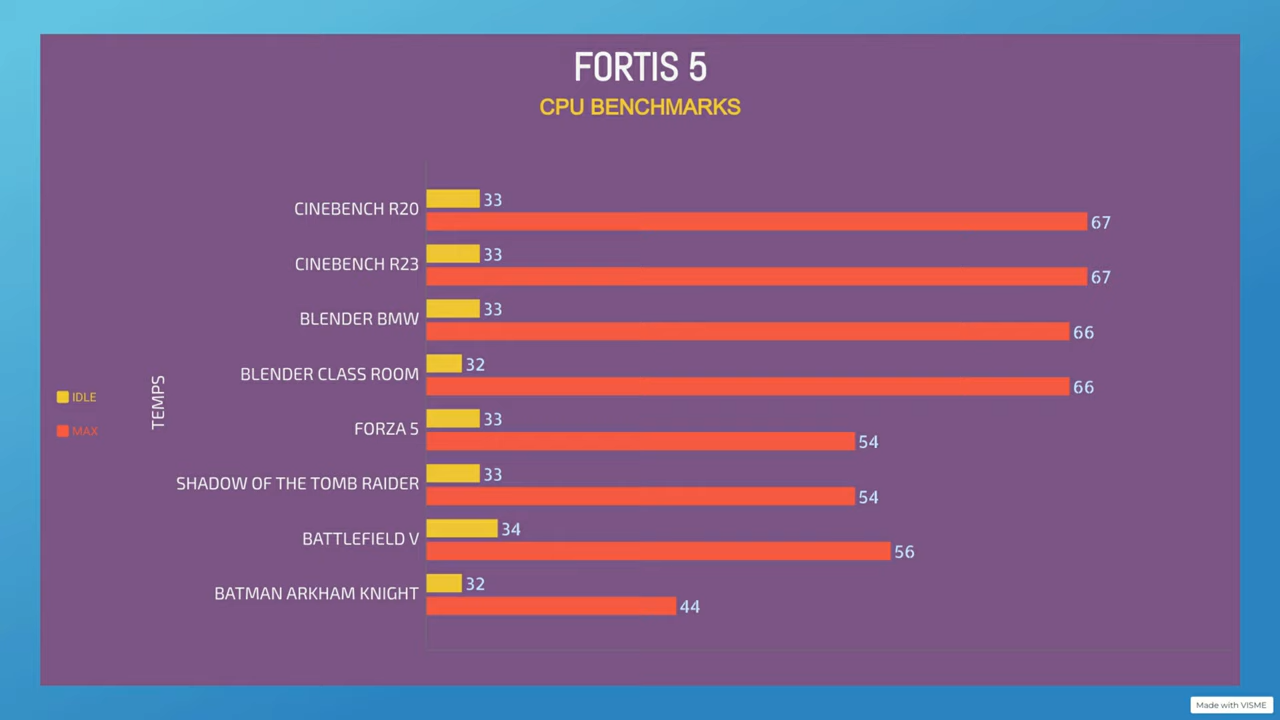 FORTIS 5
CPU BENCHMARKS
CINEBENCH R20
33
67
CINEBENCH R23
33
67
BLENDER BMW
33
66
BLENDER CLASS ROOM
32
66
FORZA 5
33
54
SHADOW OF THE TOMB RAIDER
33
54
BATTLEFIELD V
34
56
BATMAN ARKHAM KNIGHT
32
44
TEMPS
IDLE
MAX
Made with VISME